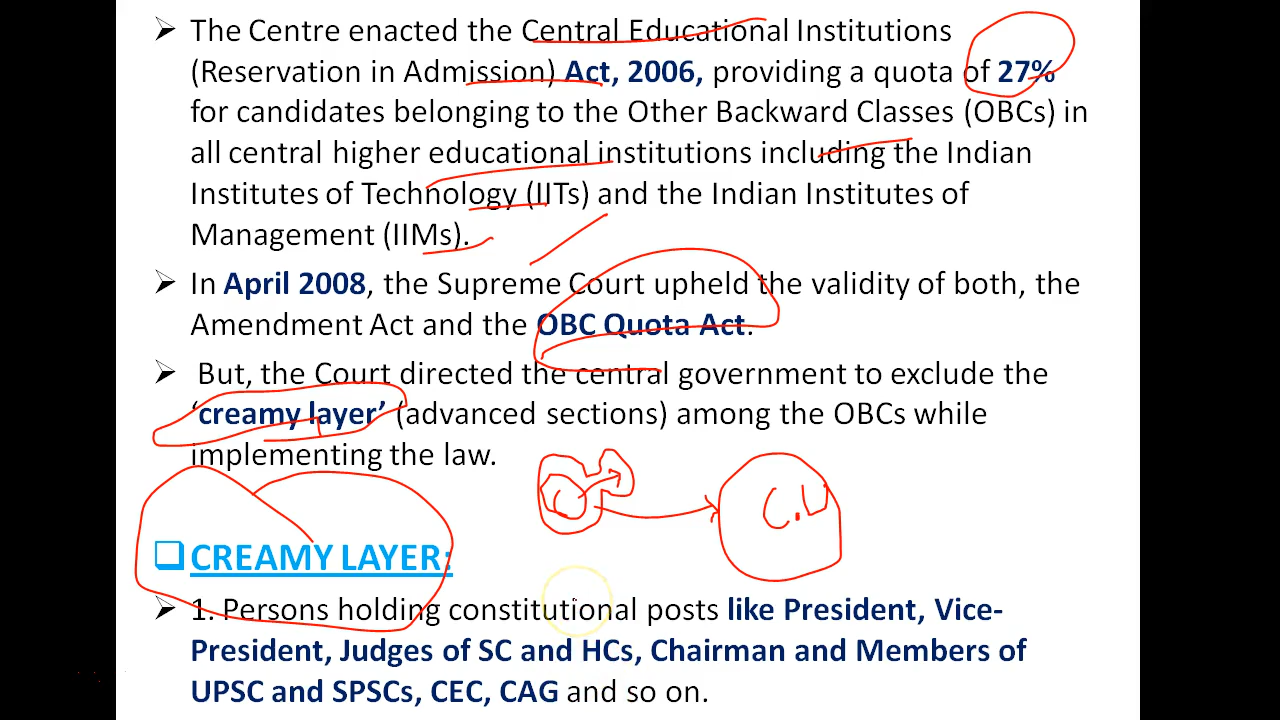 ➢ The Centre enacted the Central Educational Institutions
(Reservation in Admission) Act, 2006, providing a quota of 27%
for candidates belonging to the Other Backward Classes (OBCs) in
all central higher educational institutions including the Indian
Institutes of Technology (IITs) and the Indian Institutes of
Management (IIMs).
➢ In April 2008, the Supreme Court upheld the validity of both, the
Amendment Act and the OBC Quota Act.
➢ But, the Court directed the central government to exclude the
‘creamy layer’ (advanced sections) among the OBCs while
implementing the law.
C.L
❑ CREAMY LAYER:
➢ 1. Persons holding constitutional posts like President, Vice-
President, Judges of SC and HCs, Chairman and Members of
UPSC and SPSCs, CEC, CAG and so on.